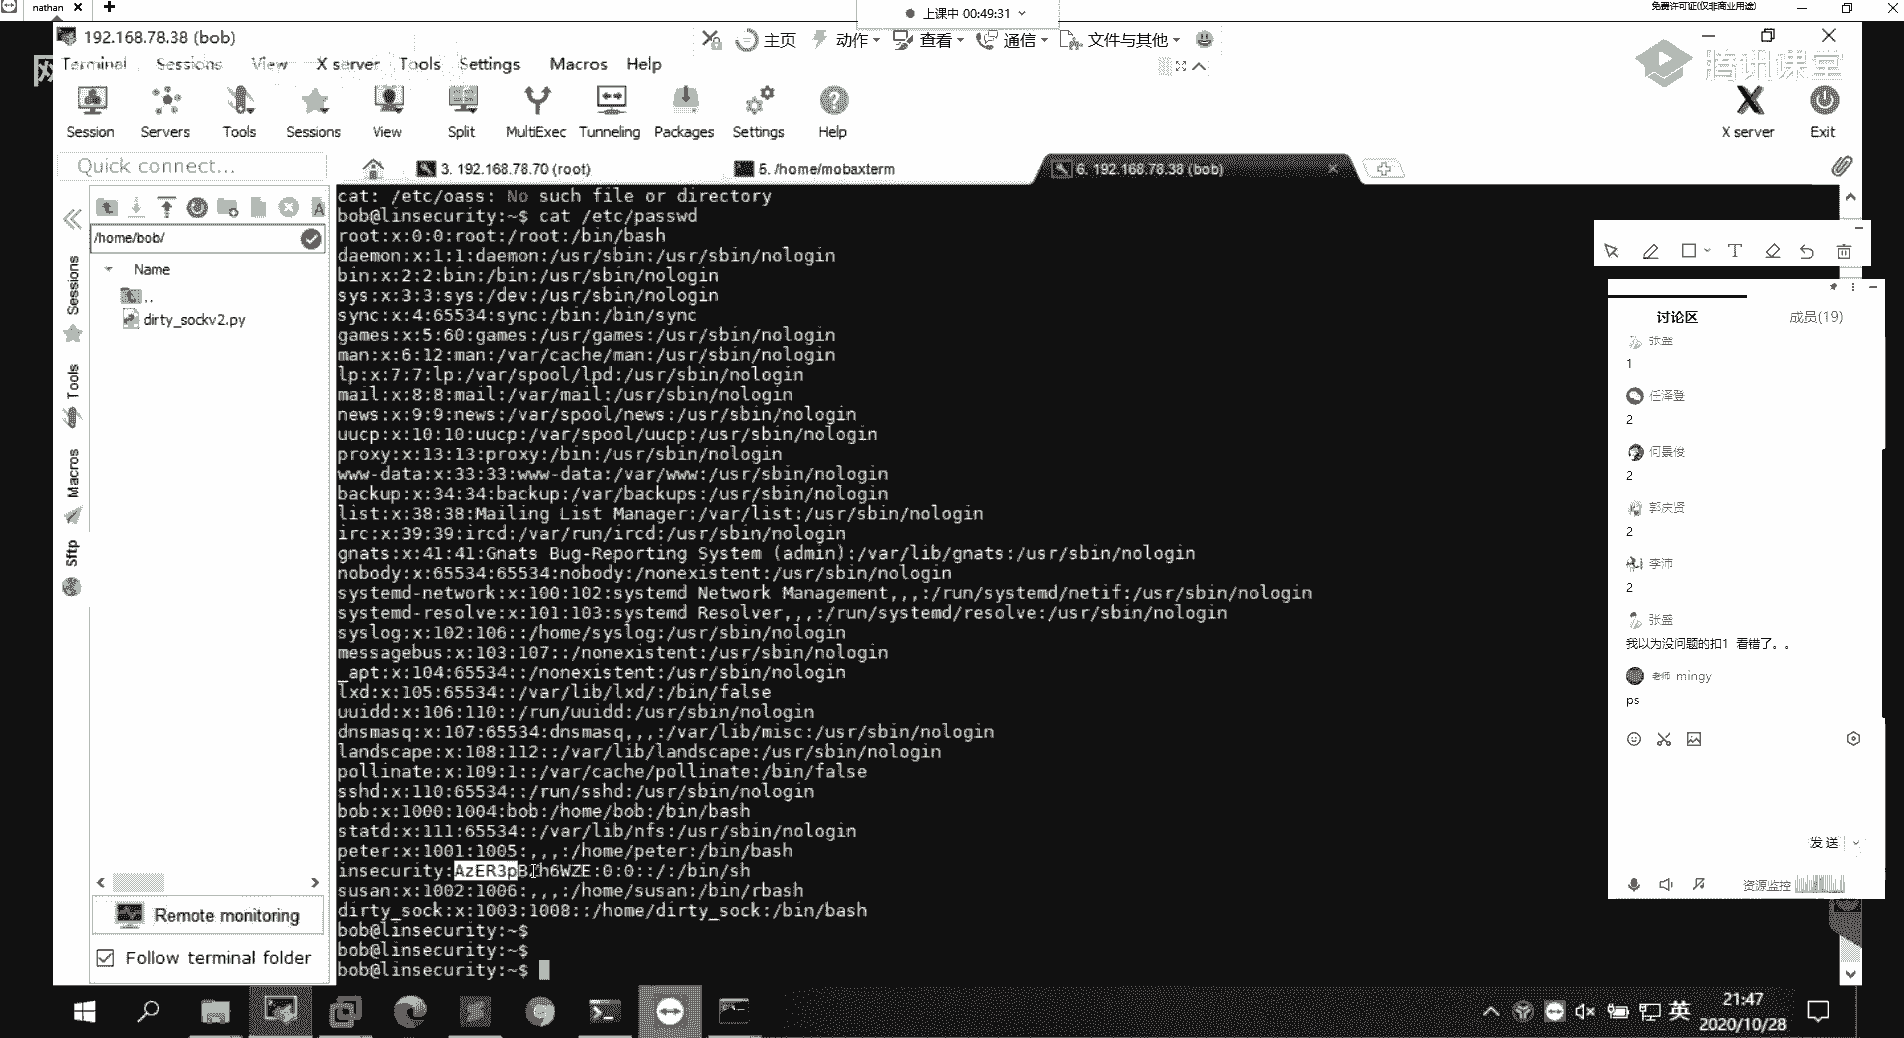 nathan
上课中 00:49:31
免费许可证(仅非商业用途)
192.168.78.38 (bob)
主页 动作 查看 通信 文件与其他
Terminal Sessions View X server Tools Settings Macros Help
腾讯课堂
Session Servers Tools Sessions View Split MultiExec Tunneling Packages Settings Help
X server Exit
Quick connect...
3. 192.168.78.70 (root)
5. /home/mobaxterm
6. 192.168.78.38 (bob)
/home/bob/
Name
..
dirty_sockv2.py
Sessions
Tools
Macros
Sftp
Remote monitoring
Follow terminal folder
cat: /etc/oass: No such file or directory
bob@linsecurity:~$ cat /etc/passwd
root:x:0:0:root:/root:/bin/bash
daemon:x:1:1:daemon:/usr/sbin:/usr/sbin/nologin
bin:x:2:2:bin:/bin:/usr/sbin/nologin
sys:x:3:3:sys:/dev:/usr/sbin/nologin
sync:x:4:65534:sync:/bin:/bin/sync
games:x:5:60:games:/usr/games:/usr/sbin/nologin
man:x:6:12:man:/var/cache/man:/usr/sbin/nologin
lp:x:7:7:lp:/var/spool/lpd:/usr/sbin/nologin
mail:x:8:8:mail:/var/mail:/usr/sbin/nologin
news:x:9:9:news:/var/spool/news:/usr/sbin/nologin
uucp:x:10:10:uucp:/var/spool/uucp:/usr/sbin/nologin
proxy:x:13:13:proxy:/bin:/usr/sbin/nologin
www-data:x:33:33:www-data:/var/www:/usr/sbin/nologin
backup:x:34:34:backup:/var/backups:/usr/sbin/nologin
list:x:38:38:Mailing List Manager:/var/list:/usr/sbin/nologin
irc:x:39:39:ircd:/var/run/ircd:/usr/sbin/nologin
gnats:x:41:41:Gnats Bug-Reporting System (admin):/var/lib/gnats:/usr/sbin/nologin
nobody:x:65534:65534:nobody:/nonexistent:/usr/sbin/nologin
systemd-network:x:100:102:systemd Network Management,,,:/run/systemd/netif:/usr/sbin/nologin
systemd-resolve:x:101:103:systemd Resolver,,,:/run/systemd/resolve:/usr/sbin/nologin
syslog:x:102:106::/home/syslog:/usr/sbin/nologin
messagebus:x:103:107::/nonexistent:/usr/sbin/nologin
_apt:x:104:65534::/nonexistent:/usr/sbin/nologin
lxd:x:105:65534::/var/lib/lxd/:/bin/false
uuidd:x:106:110::/run/uuidd:/usr/sbin/nologin
dnsmasq:x:107:65534:dnsmasq,,,:/var/lib/misc:/usr/sbin/nologin
landscape:x:108:112::/var/lib/landscape:/usr/sbin/nologin
pollinate:x:109:1::/var/cache/pollinate:/bin/false
sshd:x:110:65534::/run/sshd:/usr/sbin/nologin
bob:x:1000:1004:bob:/home/bob:/bin/bash
statd:x:111:65534::/var/lib/nfs:/usr/sbin/nologin
peter:x:1001:1005:,,,:/home/peter:/bin/bash
susan:x:1002:1006:,,,:/home/susan:/bin/rbash
dirty_sock:x:1003:1008::/home/dirty_sock:/bin/bash
bob@linsecurity:~$
bob@linsecurity:~$
bob@linsecurity:~$
讨论区 成员(19)
张盛
1
任泽登
2
何景俊
2
郭庆贤
2
李沛
2
张盛
我以为没问题的扣1 看错了。。
老师 mingy
ps
发送
资源监控
英
21:47
2020/10/28